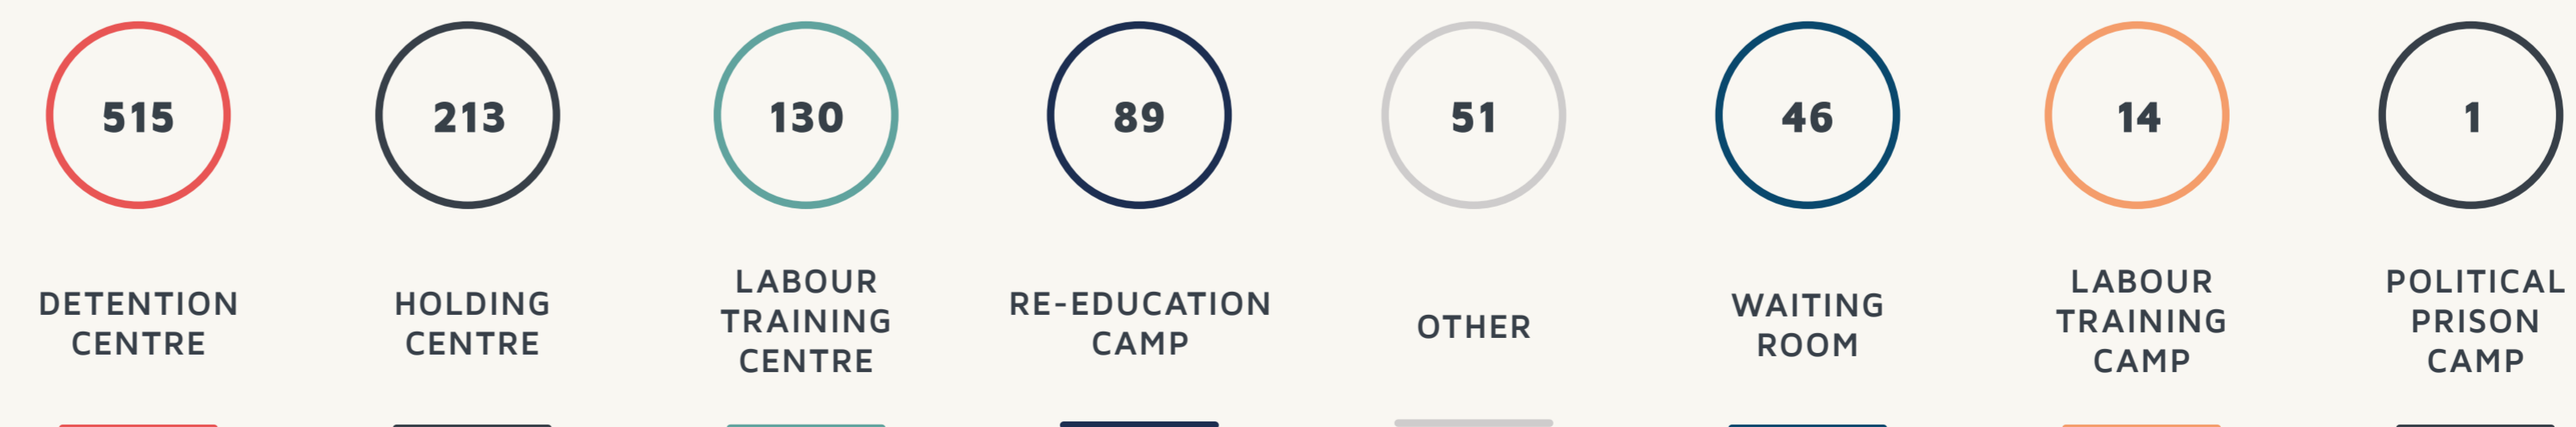 515
213
130
89
51
46
14
1
DETENTION
CENTRE
HOLDING
CENTRE
LABOUR
TRAINING
CENTRE
RE-EDUCATION
CAMP
OTHER
WAITING
ROOM
LABOUR
TRAINING
CAMP
POLITICAL
PRISON
CAMP